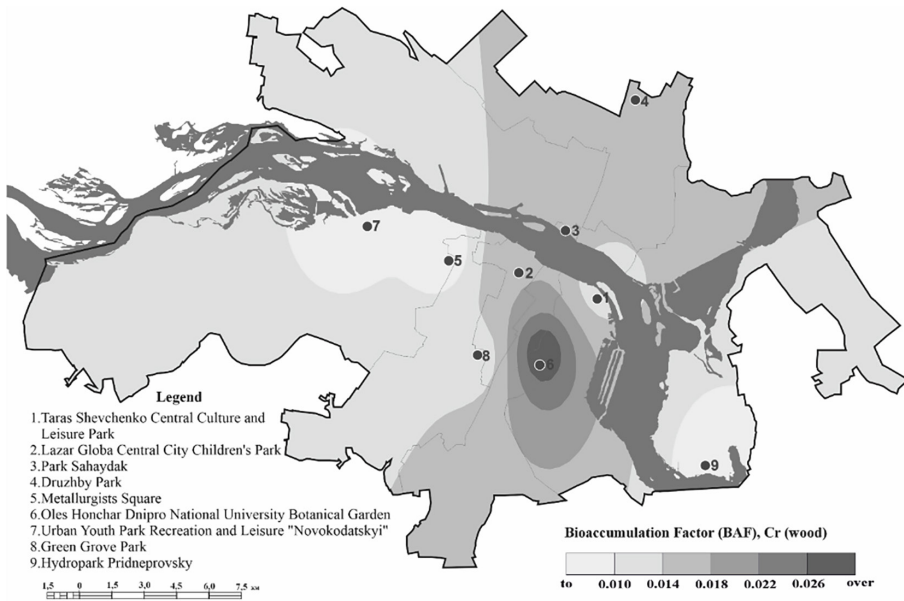 4
7
3
5
2
1
8
6
9
Legend
1.Taras Shevchenko Central Culture and
Leisure Park
2.Lazar Globa Central City Children's Park
3.Park Sahaydak
4.Druzhby Park
5.Metallurgists Square
6.Oles Honchar Dnipro National University Botanical Garden
7.Urban Youth Park Recreation and Leisure "Novokodatskyi"
8.Green Grove Park
9.Hydropark Pridneprovsky
1,5 0 1,5 3,0 4,5 6,0 7,5 км
Bioaccumulation Factor (BAF), Cr (wood)
to 0.010 0.014 0.018 0.022 0.026 over